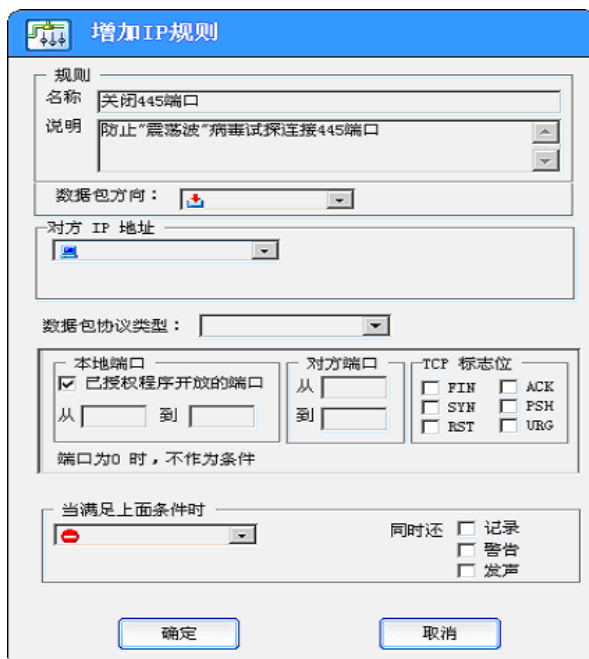 增加IP规则
规则
名称 关闭445端口
说明 防止"震荡波"病毒试探连接445端口
数据包方向：
对方 IP 地址
数据包协议类型：
本地端口 对方端口 TCP 标志位
已授权程序开放的端口 从 FIN ACK
从 到 到 SYN PSH
RST URG
端口为0 时，不作为条件
当满足上面条件时
同时还 记录
警告
发声
确定 取消